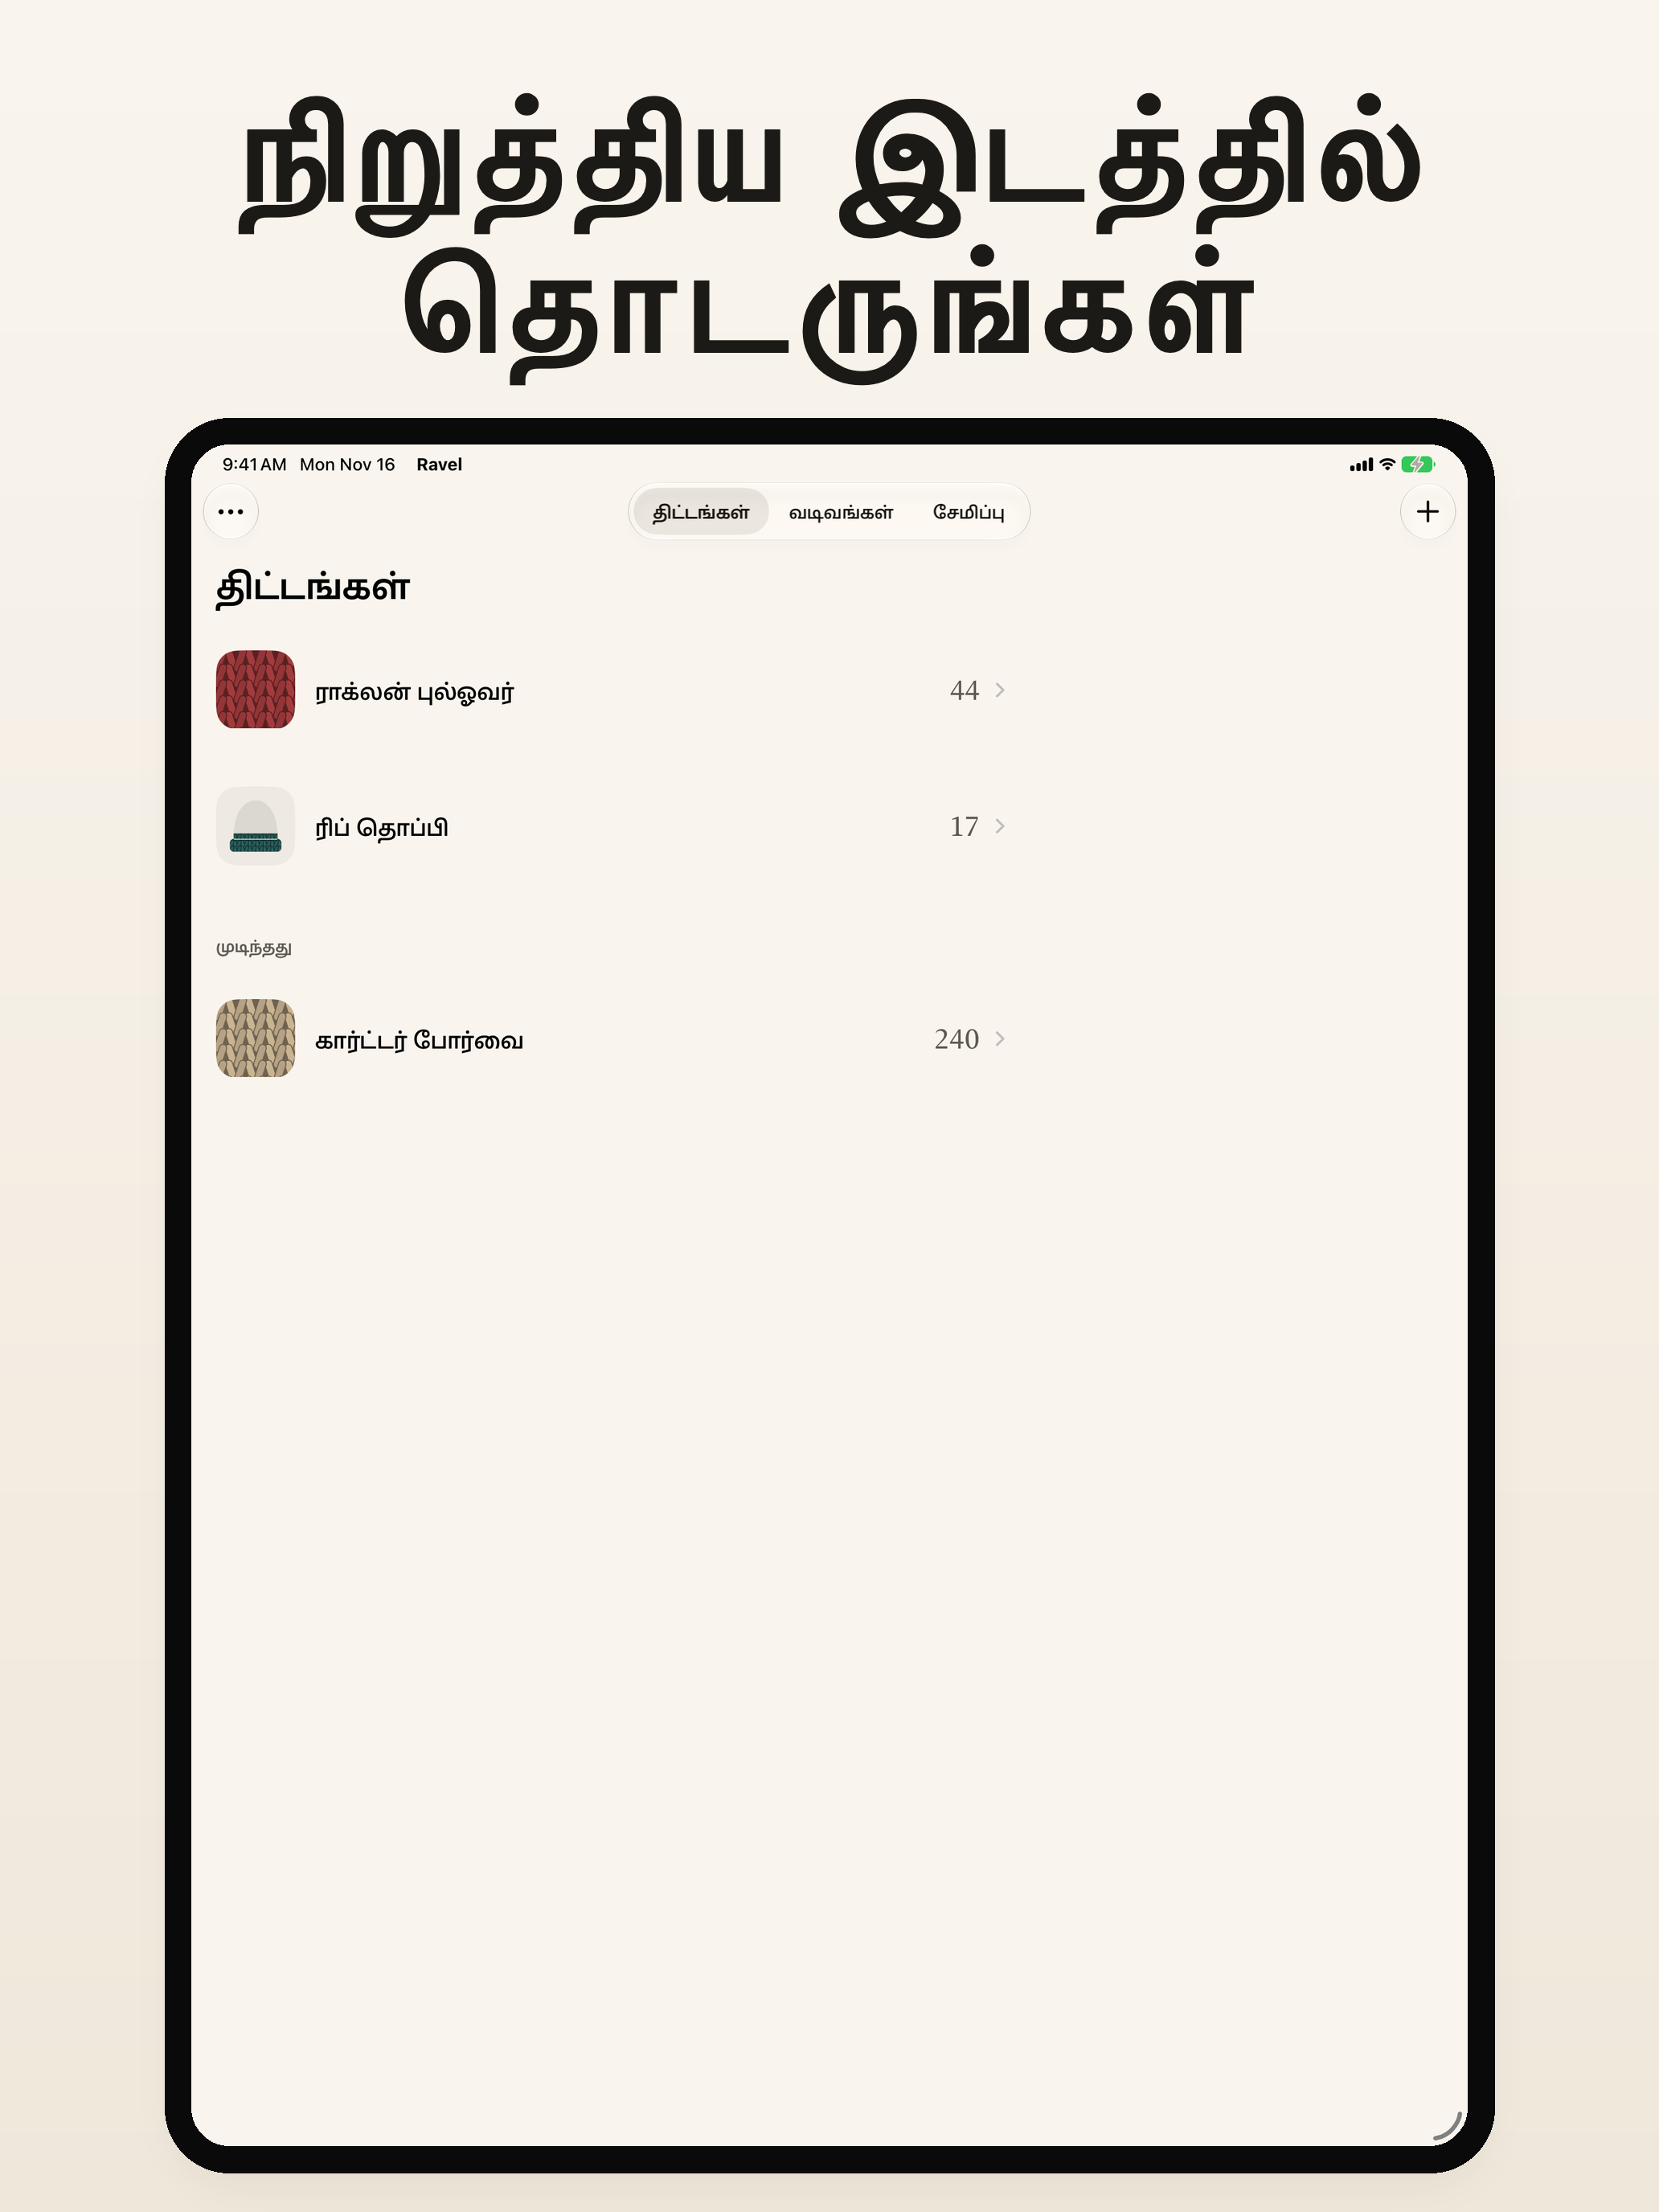 நிறுத்திய இடத்தில்
தொடருங்கள்
9:41 AM Mon Nov 16 Ravel
திட்டங்கள் வடிவங்கள் சேமிப்பு
திட்டங்கள்
ராக்லன் புல்ஓவர் 44
ரிப் தொப்பி 17
முடிந்தது
கார்ட்டர் போர்வை 240